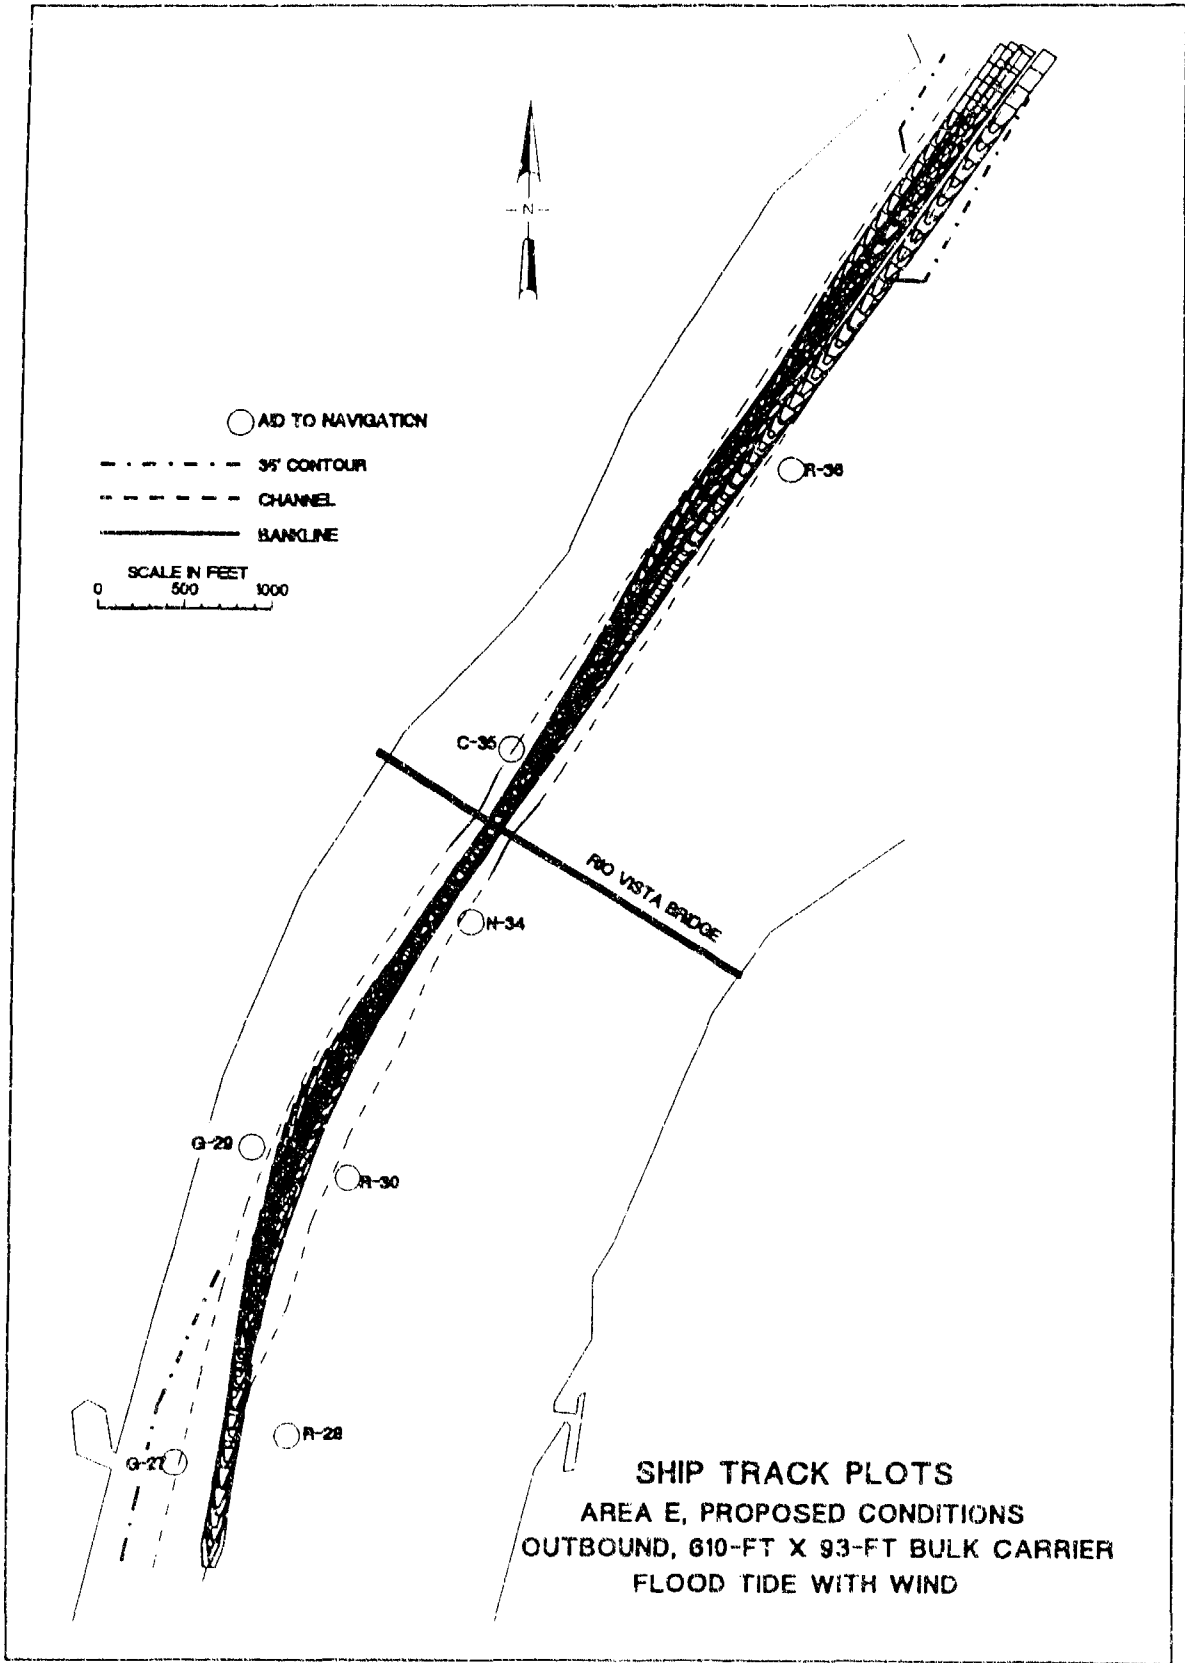 N
AID TO NAVIGATION
35' CONTOUR
CHANNEL
BANKLINE
SCALE IN FEET
0 500 1000
R-36
C-35
RIO VISTA BRIDGE
N-34
G-29
R-30
R-28
G-27
SHIP TRACK PLOTS
AREA E, PROPOSED CONDITIONS
OUTBOUND, 610-FT X 93-FT BULK CARRIER
FLOOD TIDE WITH WIND